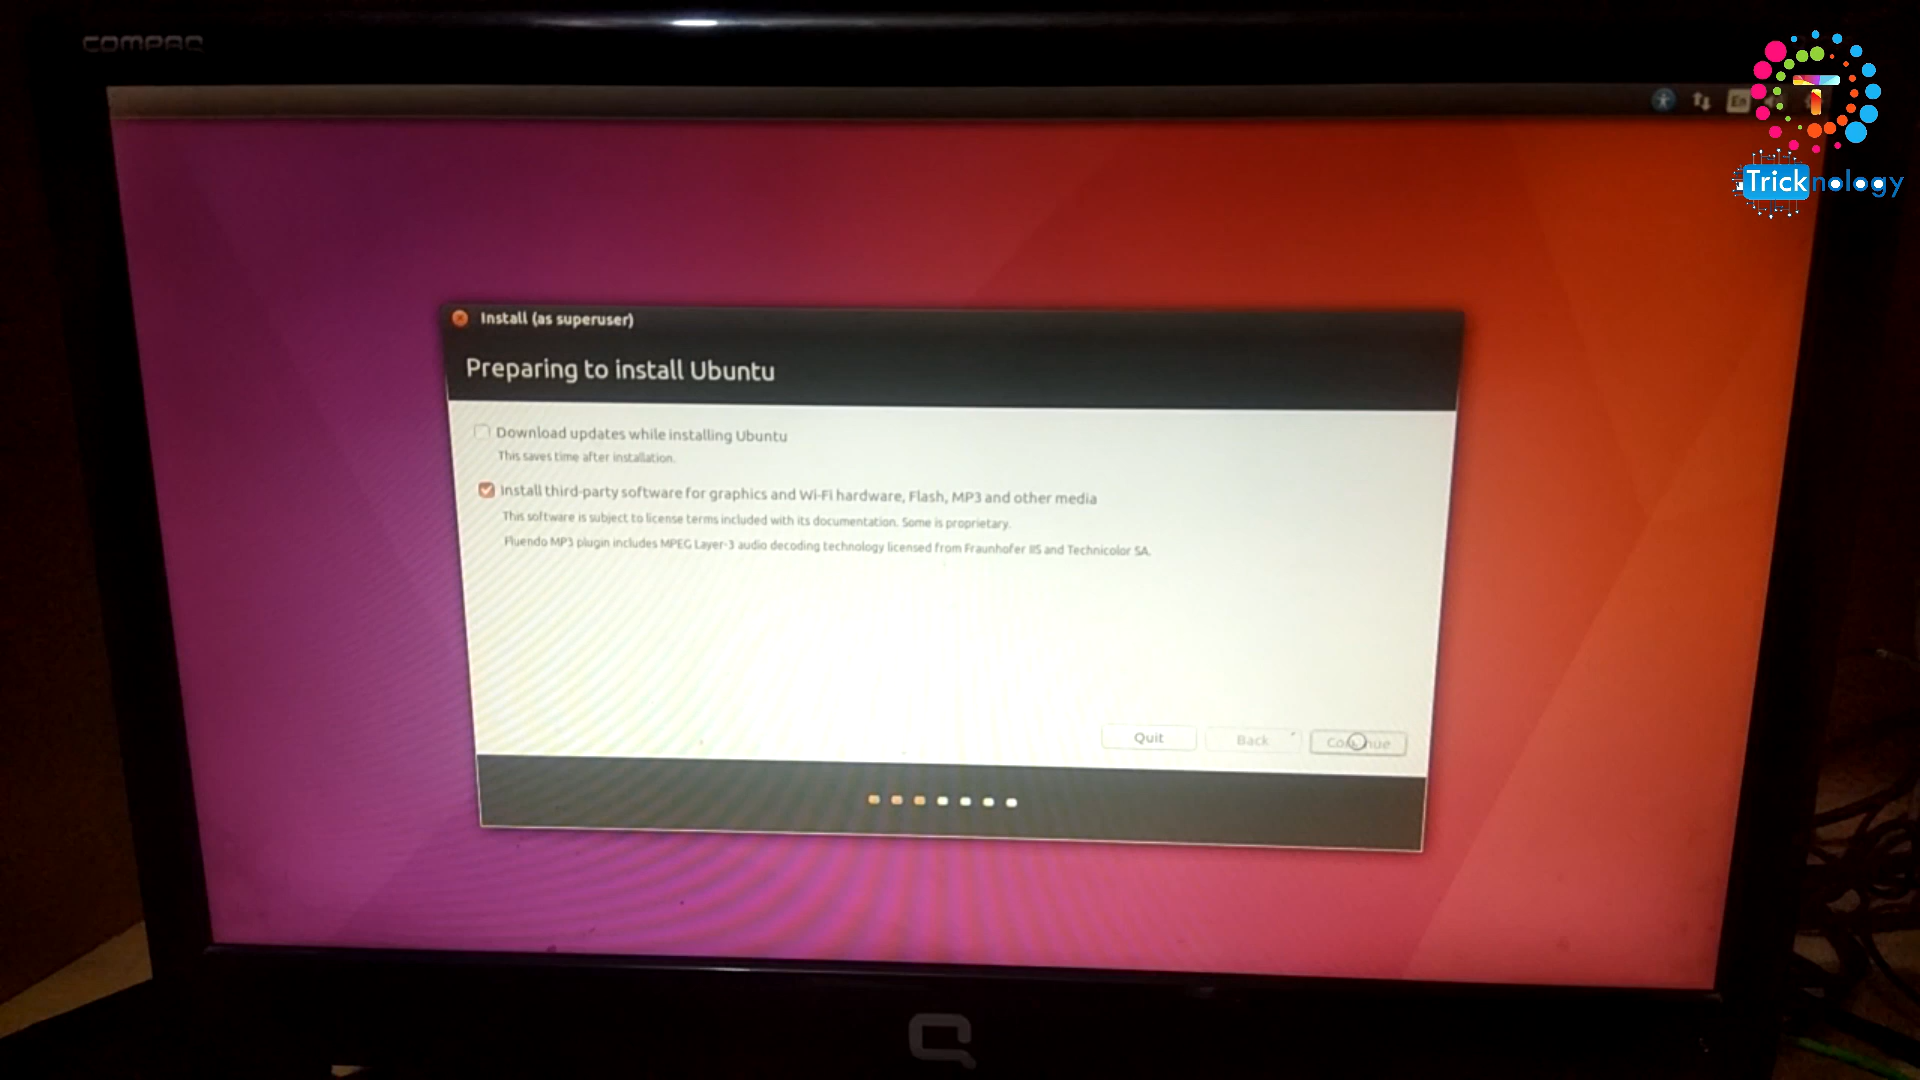 COMPAQ
En
T
Tricknology
Install (as superuser)
Preparing to install Ubuntu
Download updates while installing Ubuntu
This saves time after installation.
Install third-party software for graphics and Wi-Fi hardware, Flash, MP3 and other media
This software is subject to license terms included with its documentation. Some is proprietary.
Fluendo MP3 plugin includes MPEG Layer-3 audio decoding technology licensed from Fraunhofer IIS and Technicolor SA.
Quit
Back
Continue